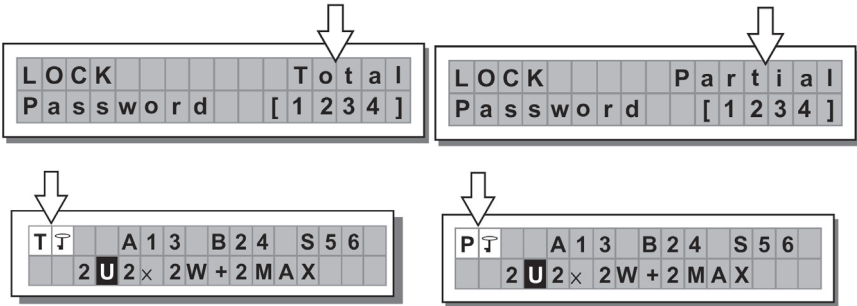 LOCK Total
Password [1234]
LOCK Partial
Password [1234]
T A13 B24 S56
2U2× 2W+2MAX
P A13 B24 S56
2U2× 2W+2MAX